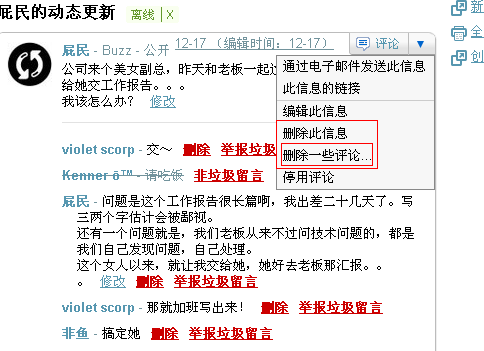 屁民的动态更新 离线 | X
新
全
创
屁民 - Buzz - 公开 12-17 （编辑时间：12-17） 评论 ▼
公司来个美女副总，昨天和老板一起
给她交工作报告。。。
我该怎么办？ 修改
通过电子邮件发送此信息
此信息的链接
编辑此信息
删除此信息
删除一些评论...
停用评论
violet scorp - 交～ 删除 举报垃圾
Kenner ô™ - 请吃饭 非垃圾留言
屁民 - 问题是这个工作报告很长篇啊，我出差二十几天了。写
三两个字估计会被鄙视。
还有一个问题就是，我们老板从来不过问技术问题的，都是
我们自己发现问题，自己处理。
这个女人以来，就让我交给她，她好去老板那汇报。。
。 修改 删除 举报垃圾留言
violet scorp - 那就加班写出来！ 删除 举报垃圾留言
非鱼 - 搞定她 删除 举报垃圾留言